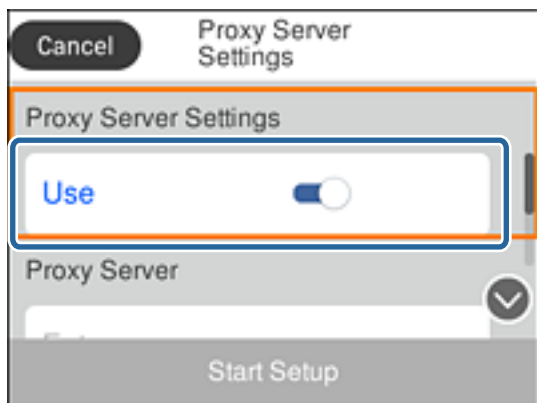 Cancel
Proxy Server
Settings
Proxy Server Settings
Use
Proxy Server
Start Setup